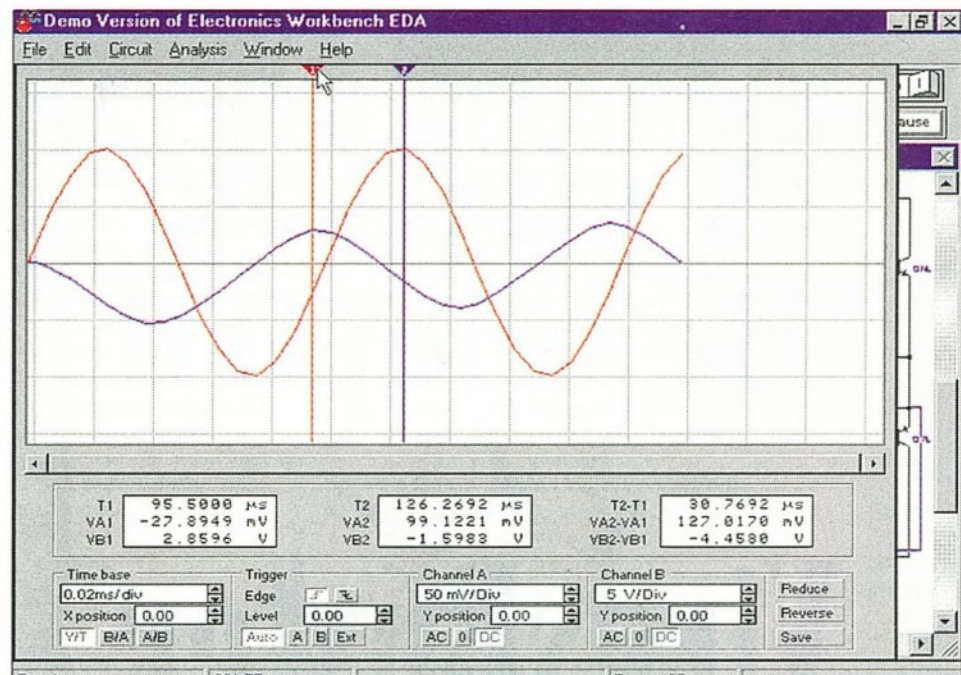 Demo Version of Electronics Workbench EDA
File Edit Circuit Analysis Window Help
1 2
ause
T1 95.5000 µs T2 126.2692 µs T2-T1 30.7692 µs
VA1 -27.8949 mV VA2 99.1221 mV VA2-VA1 127.0170 mV
VB1 2.8596 V VB2 -1.5983 V VB2-VB1 -4.4580 V
Time base Trigger Channel A Channel B
0.02ms/div Edge 50 mV/Div 5 V/Div Reduce
X position 0.00 Level 0.00 Y position 0.00 Y position 0.00 Reverse
Y/T B/A A/B Auto A B Ext AC 0 DC AC 0 DC Save